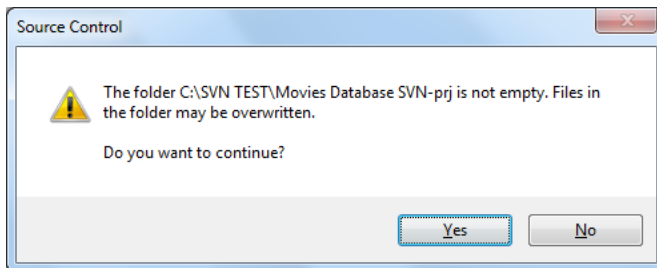 Source Control
The folder C:\SVN TEST\Movies Database SVN-prj is not empty. Files in
the folder may be overwritten.
Do you want to continue?
Yes
No